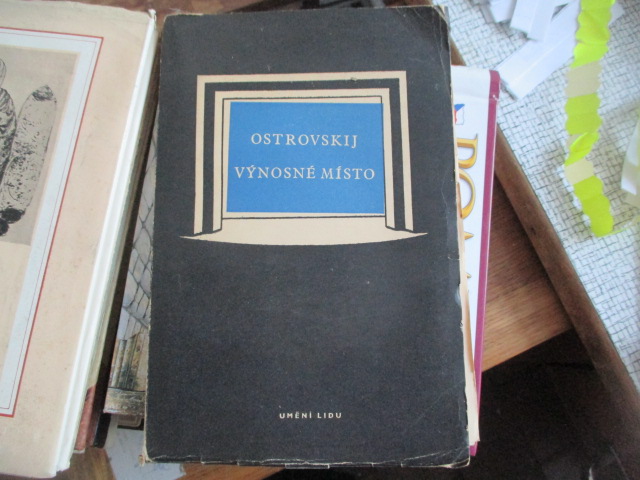 OSTROVSKIJ
VÝNOSNÉ MÍSTO
UMĚNÍ LIDU